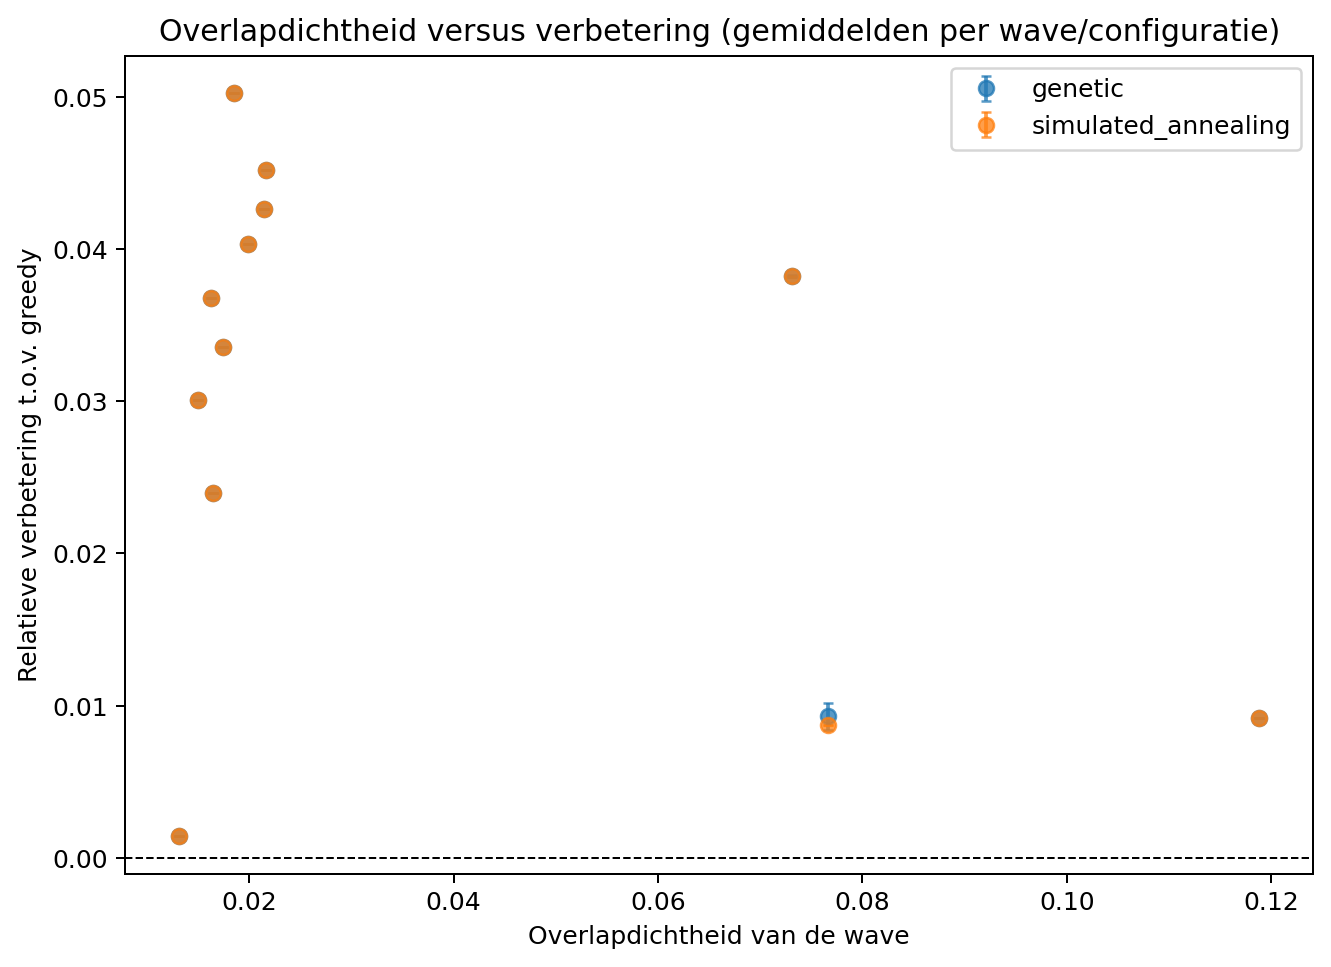 Overlapdichtheid versus verbetering (gemiddelden per wave/configuratie)
genetic
simulated_annealing
Relatieve verbetering t.o.v. greedy
0.05
0.04
0.03
0.02
0.01
0.00
0.02 0.04 0.06 0.08 0.10 0.12
Overlapdichtheid van de wave